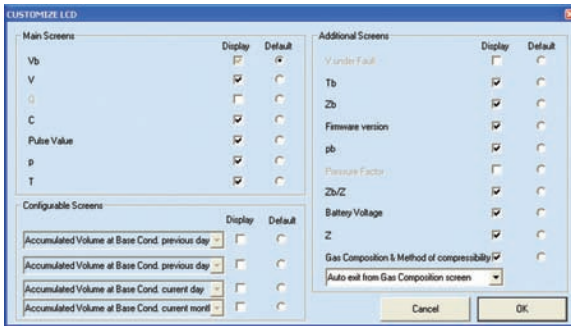 CUSTOMIZE LCD
Main Screens
Display Default
Vb
V
Q
C
Pulse Value
p
T
Configurable Screens
Display Default
Accumulated Volume at Base Cond. previous day
Accumulated Volume at Base Cond. previous day
Accumulated Volume at Base Cond. current day
Accumulated Volume at Base Cond. current montl
Additional Screens
Display Default
V under Fault
Tb
Zb
Firmware version
pb
Pressure Factor
Zb/Z
Battery Voltage
Z
Gas Composition & Method of compressibility
Auto exit from Gas Composition screen
Cancel OK